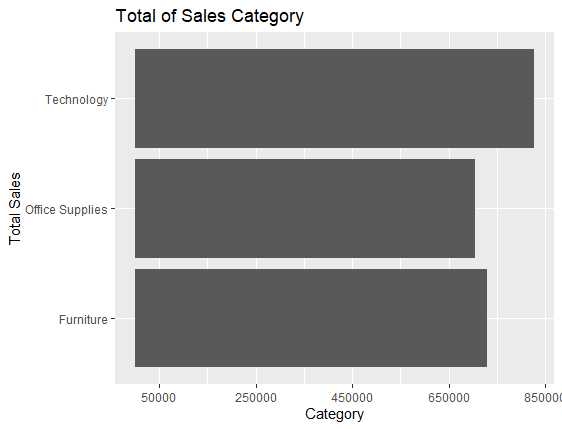 Total of Sales Category
Total Sales
Technology
Office Supplies
Furniture
50000 250000 450000 650000 850000
Category